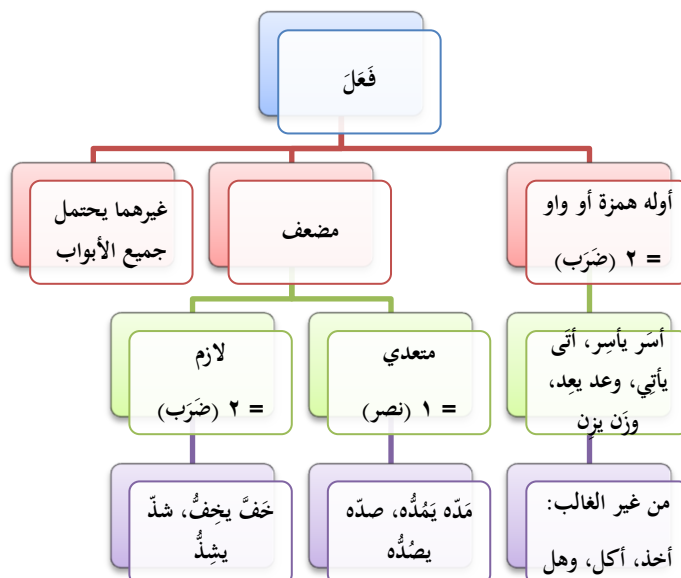 فَعَلَ
أوله همزة أو واو
= ٢ (ضَرَب)
مضعف
غيرهما يحتمل
جميع الأبواب
أسَر يأسِر، أتَى
يأتِي، وعد يعِد،
وزَن يزِن
متعدي
= ١ (نصر)
لازم
= ٢ (ضَرَب)
من غير الغالب:
أخذ، أكل، وهل
مَدّه يَمُدُّه، صدّه
يصُدُّه
خَفَّ يخِفُّ، شذّ
يشِذُّ